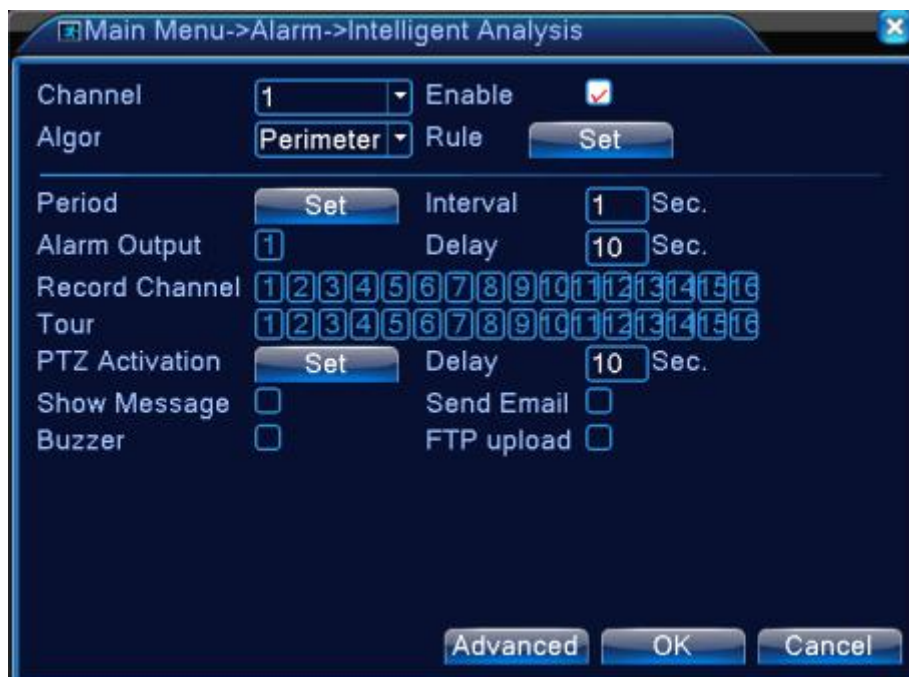 Main Menu->Alarm->Intelligent Analysis
Channel 1 Enable
Algor Perimeter Rule Set
Period Set Interval 1 Sec.
Alarm Output 1 Delay 10 Sec.
Record Channel 1 2 3 4 5 6 7 8 9 10 11 12 13 14 15 16
Tour 1 2 3 4 5 6 7 8 9 10 11 12 13 14 15 16
PTZ Activation Set Delay 10 Sec.
Show Message Send Email
Buzzer FTP upload
Advanced OK Cancel